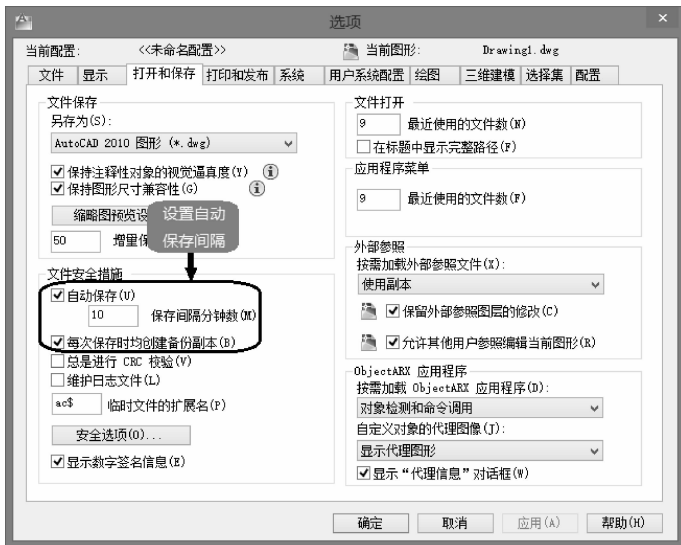 选项
当前配置: <<未命名配置>> 当前图形: Drawing1.dwg
文件 显示 打开和保存 打印和发布 系统 用户系统配置 绘图 三维建模 选择集 配置
文件保存
另存为(S):
AutoCAD 2010 图形 (*.dwg)
保持注释性对象的视觉逼真度(Y)
保持图形尺寸兼容性(G)
缩略图预览设
50 增量保
设置自动
保存间隔
文件安全措施
自动保存(U)
10 保存间隔分钟数(M)
每次保存时均创建备份副本(B)
总是进行 CRC 校验(V)
维护日志文件(L)
ac$ 临时文件的扩展名(P)
安全选项(O)...
显示数字签名信息(E)
文件打开
9 最近使用的文件数(N)
在标题中显示完整路径(F)
应用程序菜单
9 最近使用的文件数(F)
外部参照
按需加载外部参照文件(X):
使用副本
保留外部参照图层的修改(C)
允许其他用户参照编辑当前图形(R)
ObjectARX 应用程序
按需加载 ObjectARX 应用程序(D):
对象检测和命令调用
自定义对象的代理图像(J):
显示代理图形
显示“代理信息”对话框(W)
确定 取消 应用(A) 帮助(H)